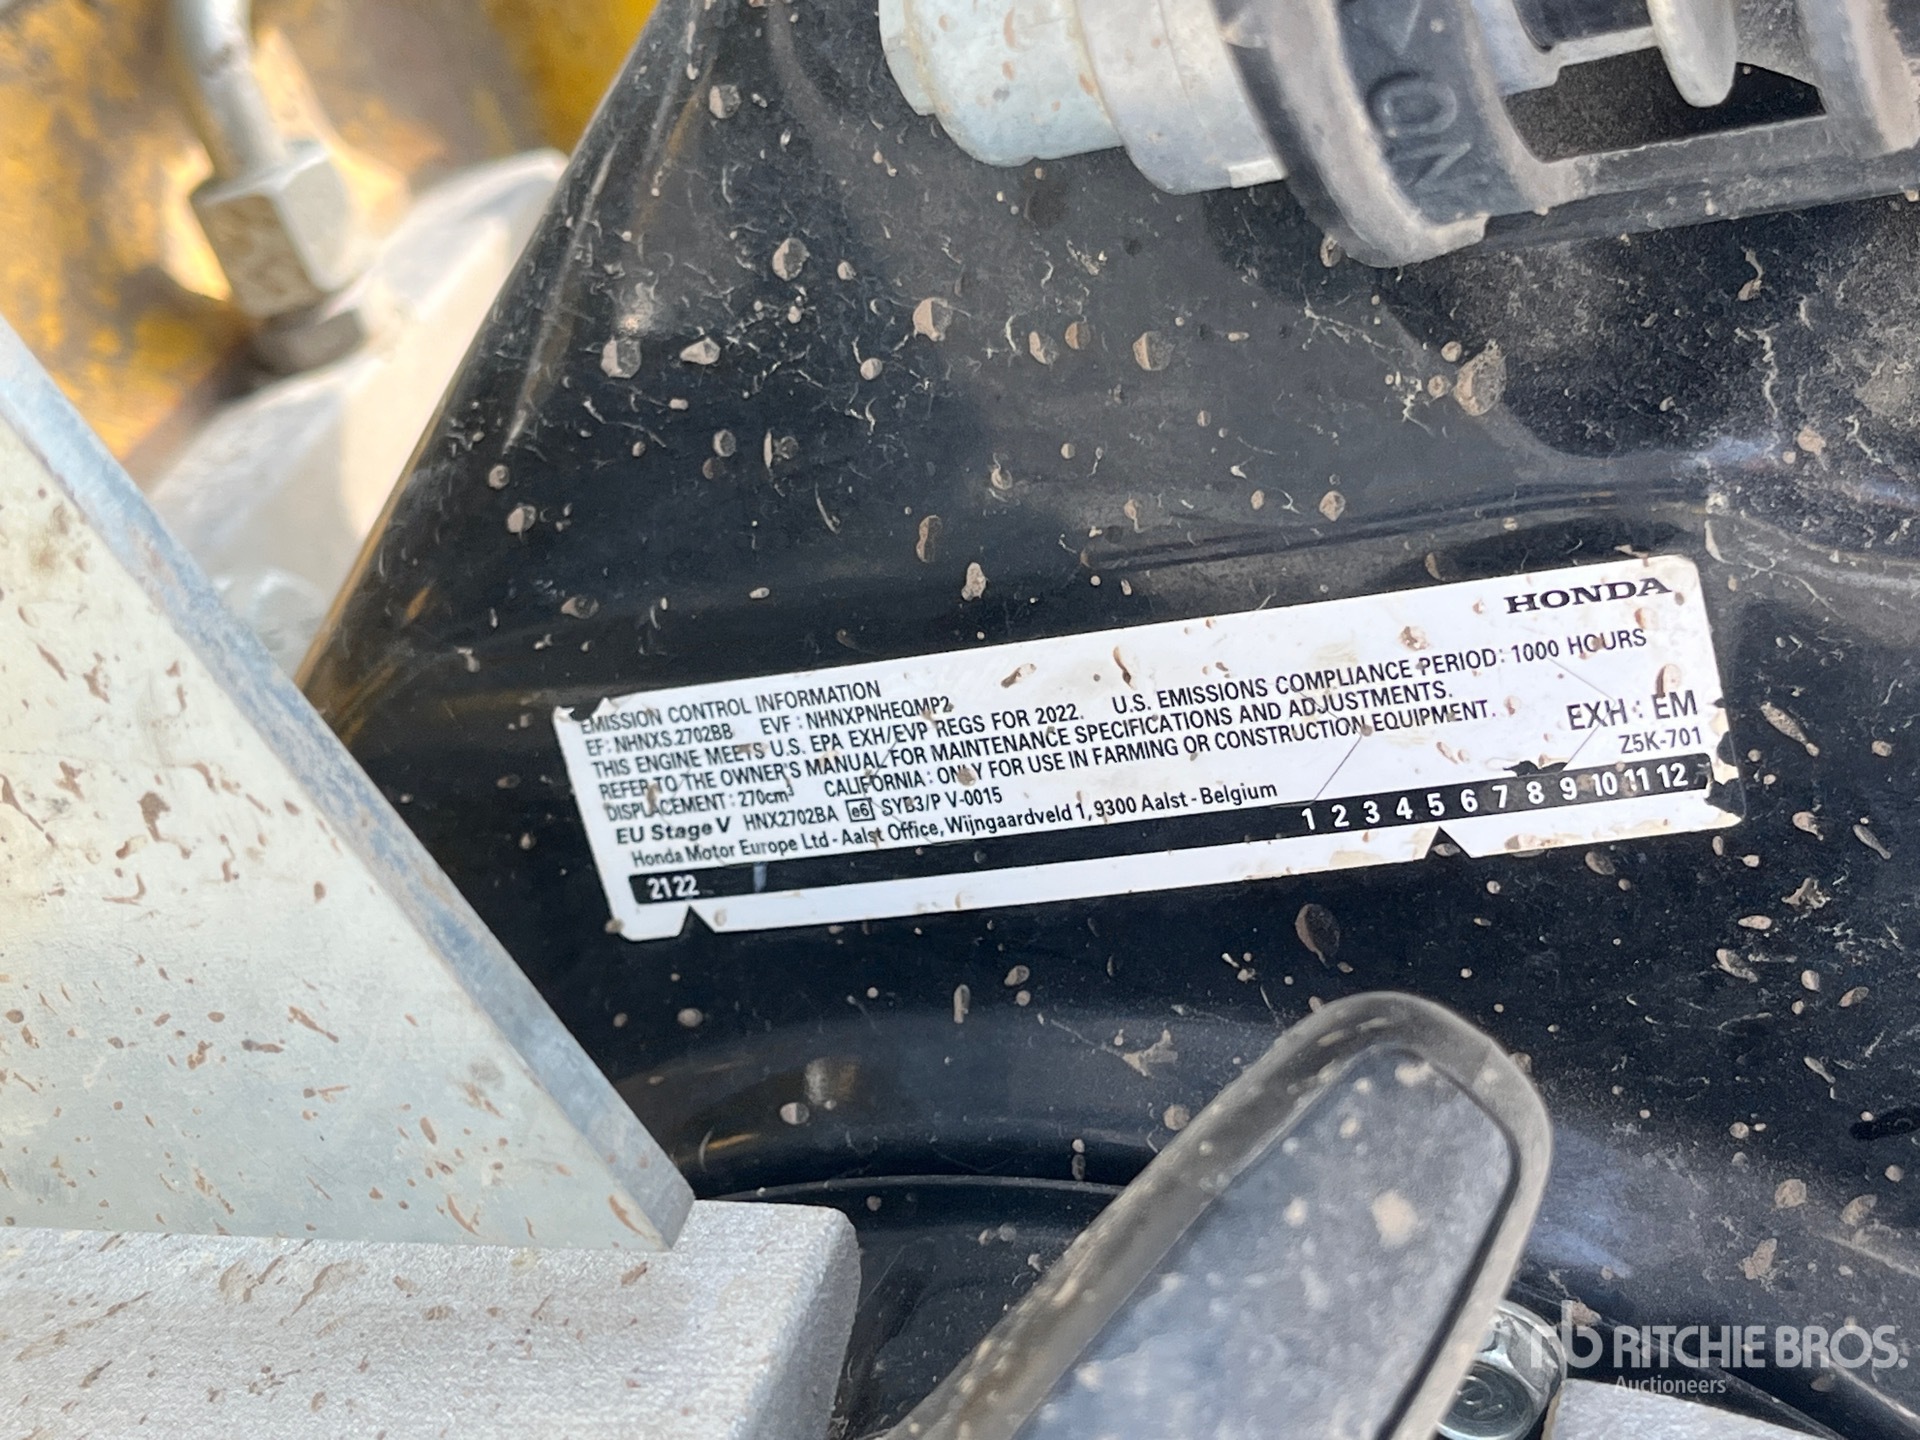 ON
HONDA
EMISSION CONTROL INFORMATION
EF: NHNXS.2702BB EVF: NHNXPNHEQMP2
THIS ENGINE MEETS U.S. EPA EXH/EVP REGS FOR 2022. U.S. EMISSIONS COMPLIANCE PERIOD: 1000 HOURS
REFER TO THE OWNER'S MANUAL FOR MAINTENANCE SPECIFICATIONS AND ADJUSTMENTS.
DISPLACEMENT: 270cm³ CALIFORNIA: ONLY FOR USE IN FARMING OR CONSTRUCTION EQUIPMENT. EXH: EM
EU Stage V HNX2702BA e6 SYB3/P V-0015 Z5K-701
Honda Motor Europe Ltd - Aalst Office, Wijngaardveld 1, 9300 Aalst - Belgium
21 22 1 2 3 4 5 6 7 8 9 10 11 12
rb RITCHIE BROS.
Auctioneers